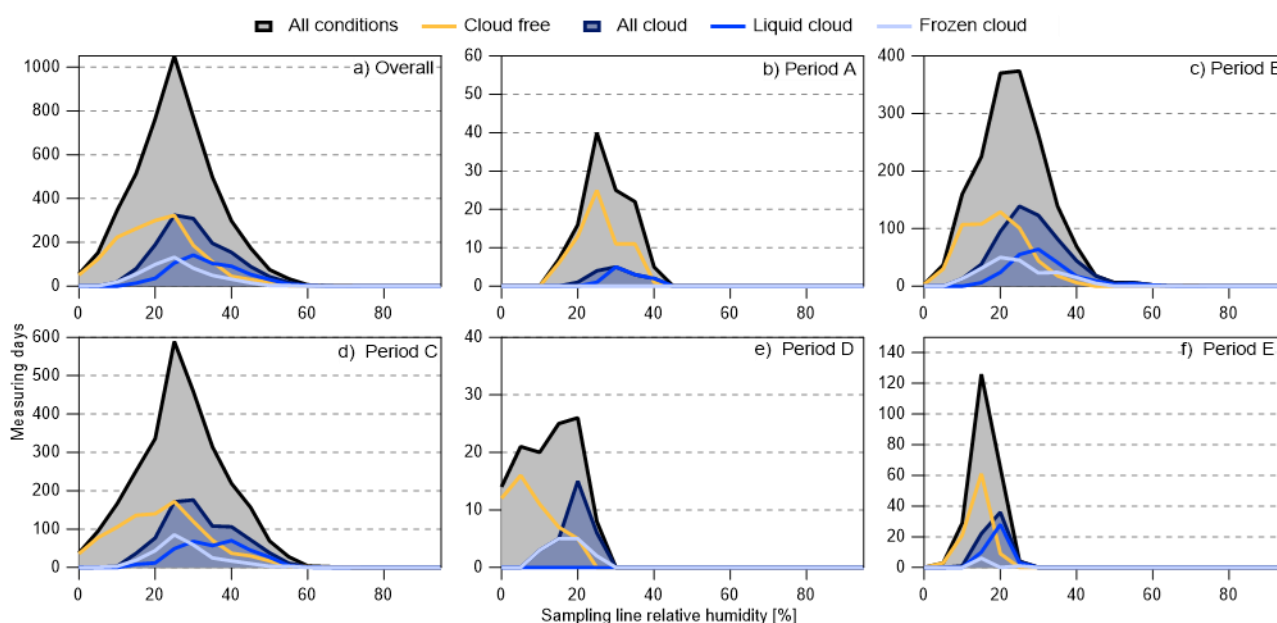 All conditions Cloud free All cloud Liquid cloud Frozen cloud
a) Overall
1000
800
600
400
200
0
0 20 40 60 80
b) Period A
60
50
40
30
20
10
0
0 20 40 60 80
c) Period B
400
300
200
100
0
0 20 40 60 80
d) Period C
600
500
400
300
200
100
0
0 20 40 60 80
e) Period D
40
30
20
10
0
0 20 40 60 80
f) Period E
140
120
100
80
60
40
20
0
0 20 40 60 80
Measuring days
Sampling line relative humidity [%]